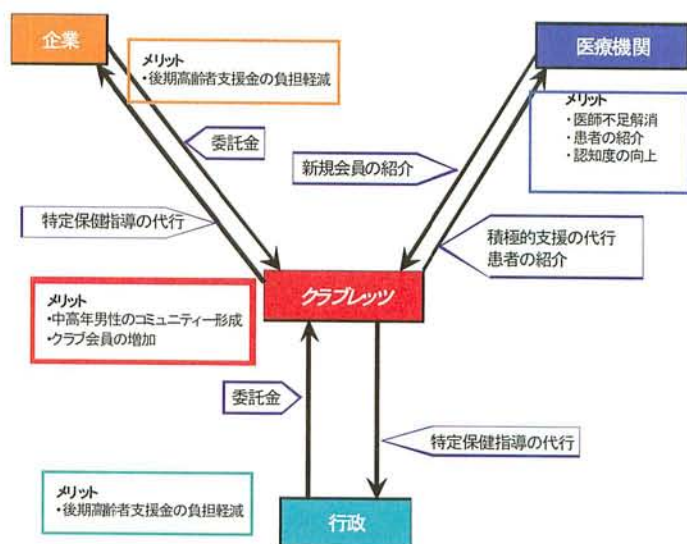 企業
医療機関
メリット
・後期高齢者支援金の負担軽減
メリット
・医師不足解消
・患者の紹介
・認知度の向上
委託金
新規会員の紹介
特定保健指導の代行
積極的支援の代行
患者の紹介
クラブレッツ
メリット
・中高年男性のコミュニティー形成
・クラブ会員の増加
委託金
特定保健指導の代行
メリット
・後期高齢者支援金の負担軽減
行政